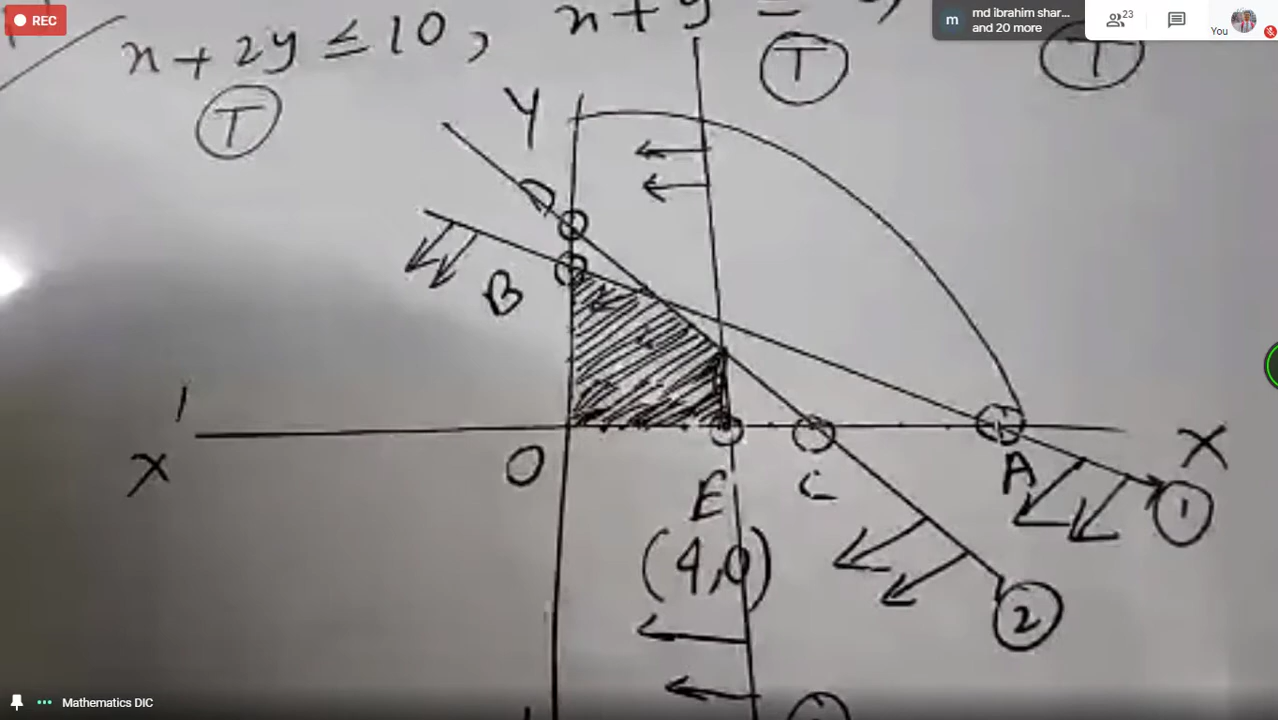 REC
md ibrahim shar...
and 20 more
m
23
You
x + 2y ≤ 10, x + y
T T T
Y
D
B
X' O E C A X
(4,0)
1
2
Mathematics DIC